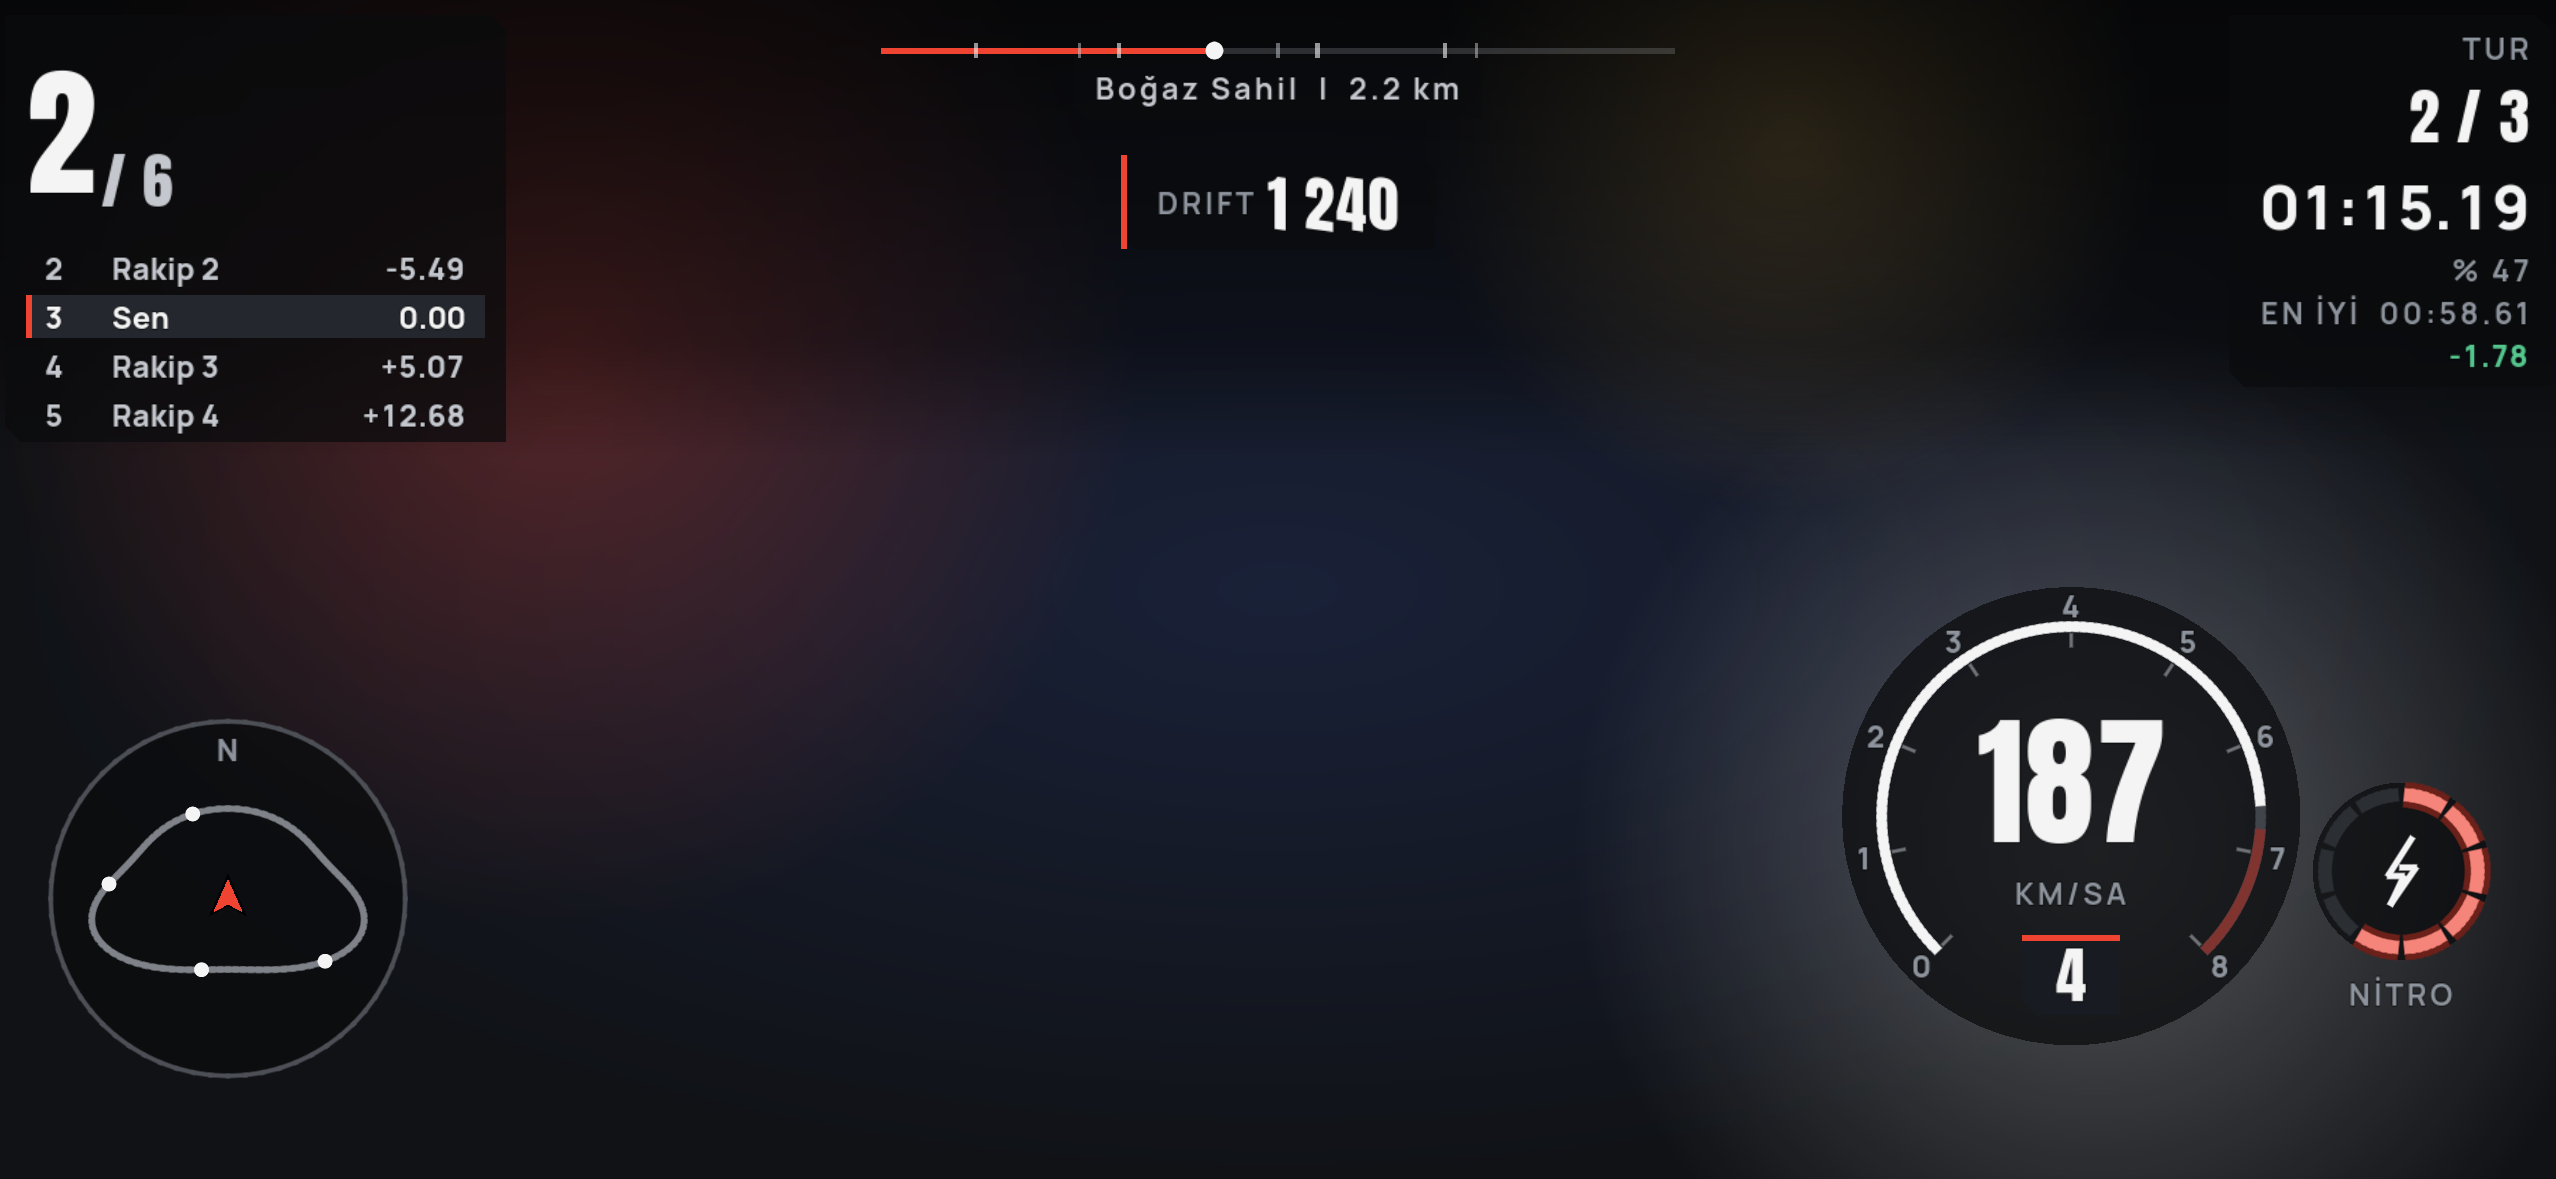 2 / 6
2 Rakip 2 -5.49
3 Sen 0.00
4 Rakip 3 +5.07
5 Rakip 4 +12.68
Boğaz Sahil | 2.2 km
DRIFT 1 240
TUR
2 / 3
01:15.19
% 47
EN İYİ 00:58.61
-1.78
N
0 1 2 3 4 5 6 7 8
187
KM/SA
4
NİTRO